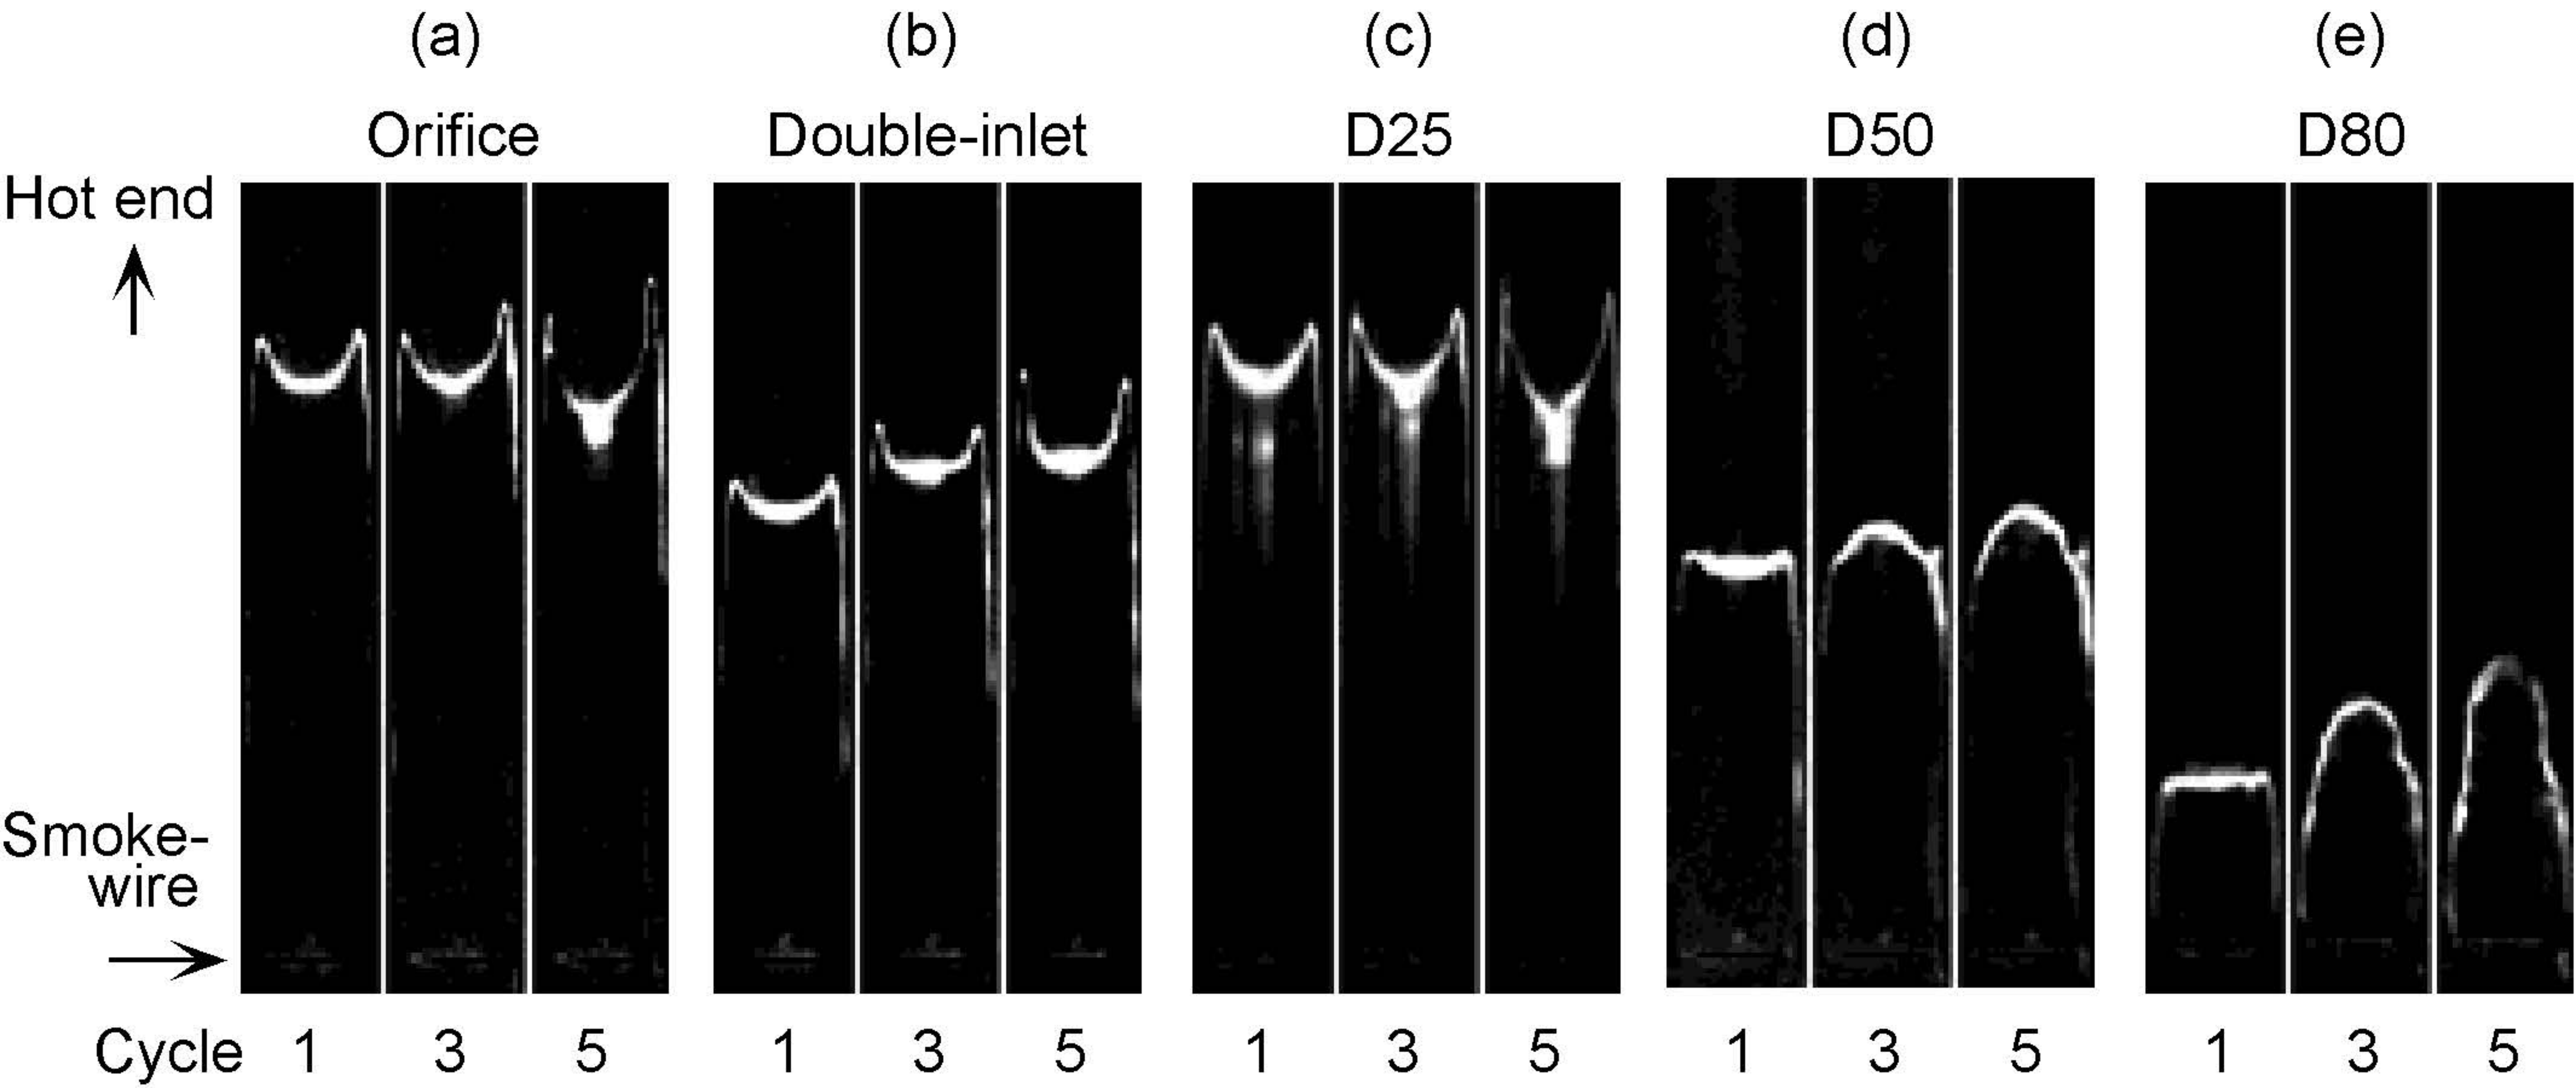 (a) (b) (c) (d) (e)
Orifice Double-inlet D25 D50 D80
Hot end
Smoke-
wire
Cycle 1 3 5 1 3 5 1 3 5 1 3 5 1 3 5